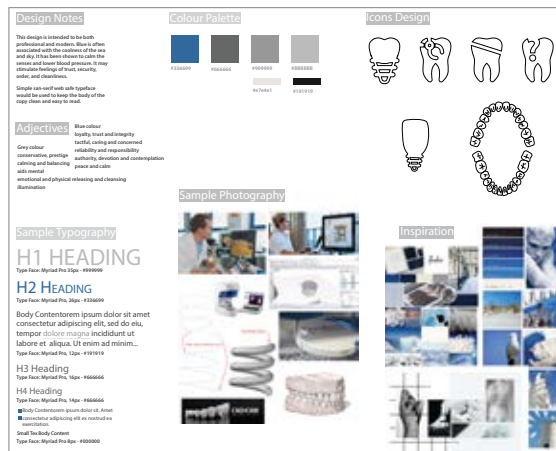 Design Notes
This design is intended to be both
professional and modern. Blue is often
associated with the coolness of the sea
and sky. It has been shown to calm the
senses and lower blood pressure. It may
stimulate feelings of trust, security,
order, and cleanliness.
Simple can-serif web safe typeface
would be used to keep the body of the
copy clean and easy to read.
Adjectives
Blue colour
loyalty, trust and integrity
tactful, caring and concerned
reliability and responsibility
authority, devotion and contemplation
peace and calm
Grey colour
conservative, prestige
calming and balancing
aids mental
emotional and physical releasing and cleansing
illumination
Sample Typography
H1 HEADING
Type Face: Myriad Pro 35px - #999999
H2 HEADING
Type Face: Myriad Pro, 26px - #336699
Body Contentorem ipsum dolor sit amet
consectetur adipiscing elit, sed do eiu,
tempor dolore magna incididunt ut
labore et aliqua. Ut enim ad minim...
Type Face: Myriad Pro, 12px - #191919
H3 Heading
Type Face: Myriad Pro, 16px - #666666
H4 Heading
Type Face: Myriad Pro, 14px - #666666
Body Contentorem ipsum dolor sit. Amet
consectetur adipiscing elit ex nostrud ea
exercitation.
Small Tex Body Content
Type Face: Myriad Pro 8px - #000000
Colour Palette
#336699
#666666
#999999
#BBBBBB
#e7e4e1
#191919
Icons Design
Sample Photography
Inspiration